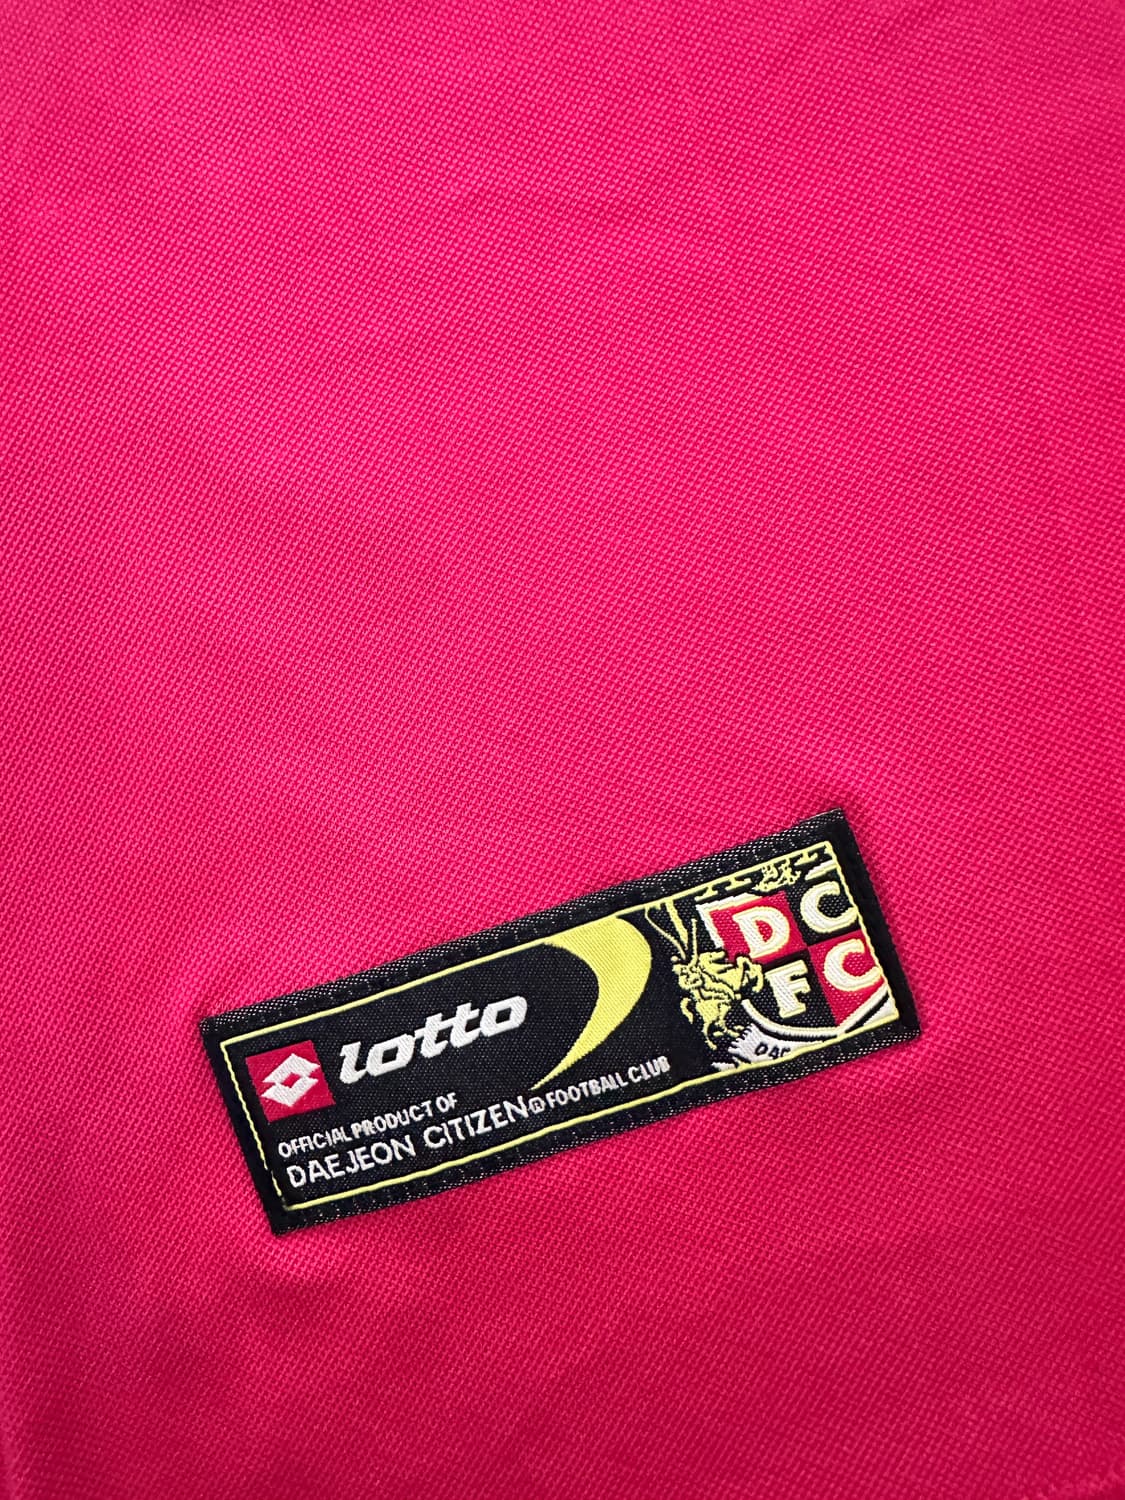 lotto
OFFICIAL PRODUCT OF
DAEJEON CITIZEN® FOOTBALL CLUB
DC
FC